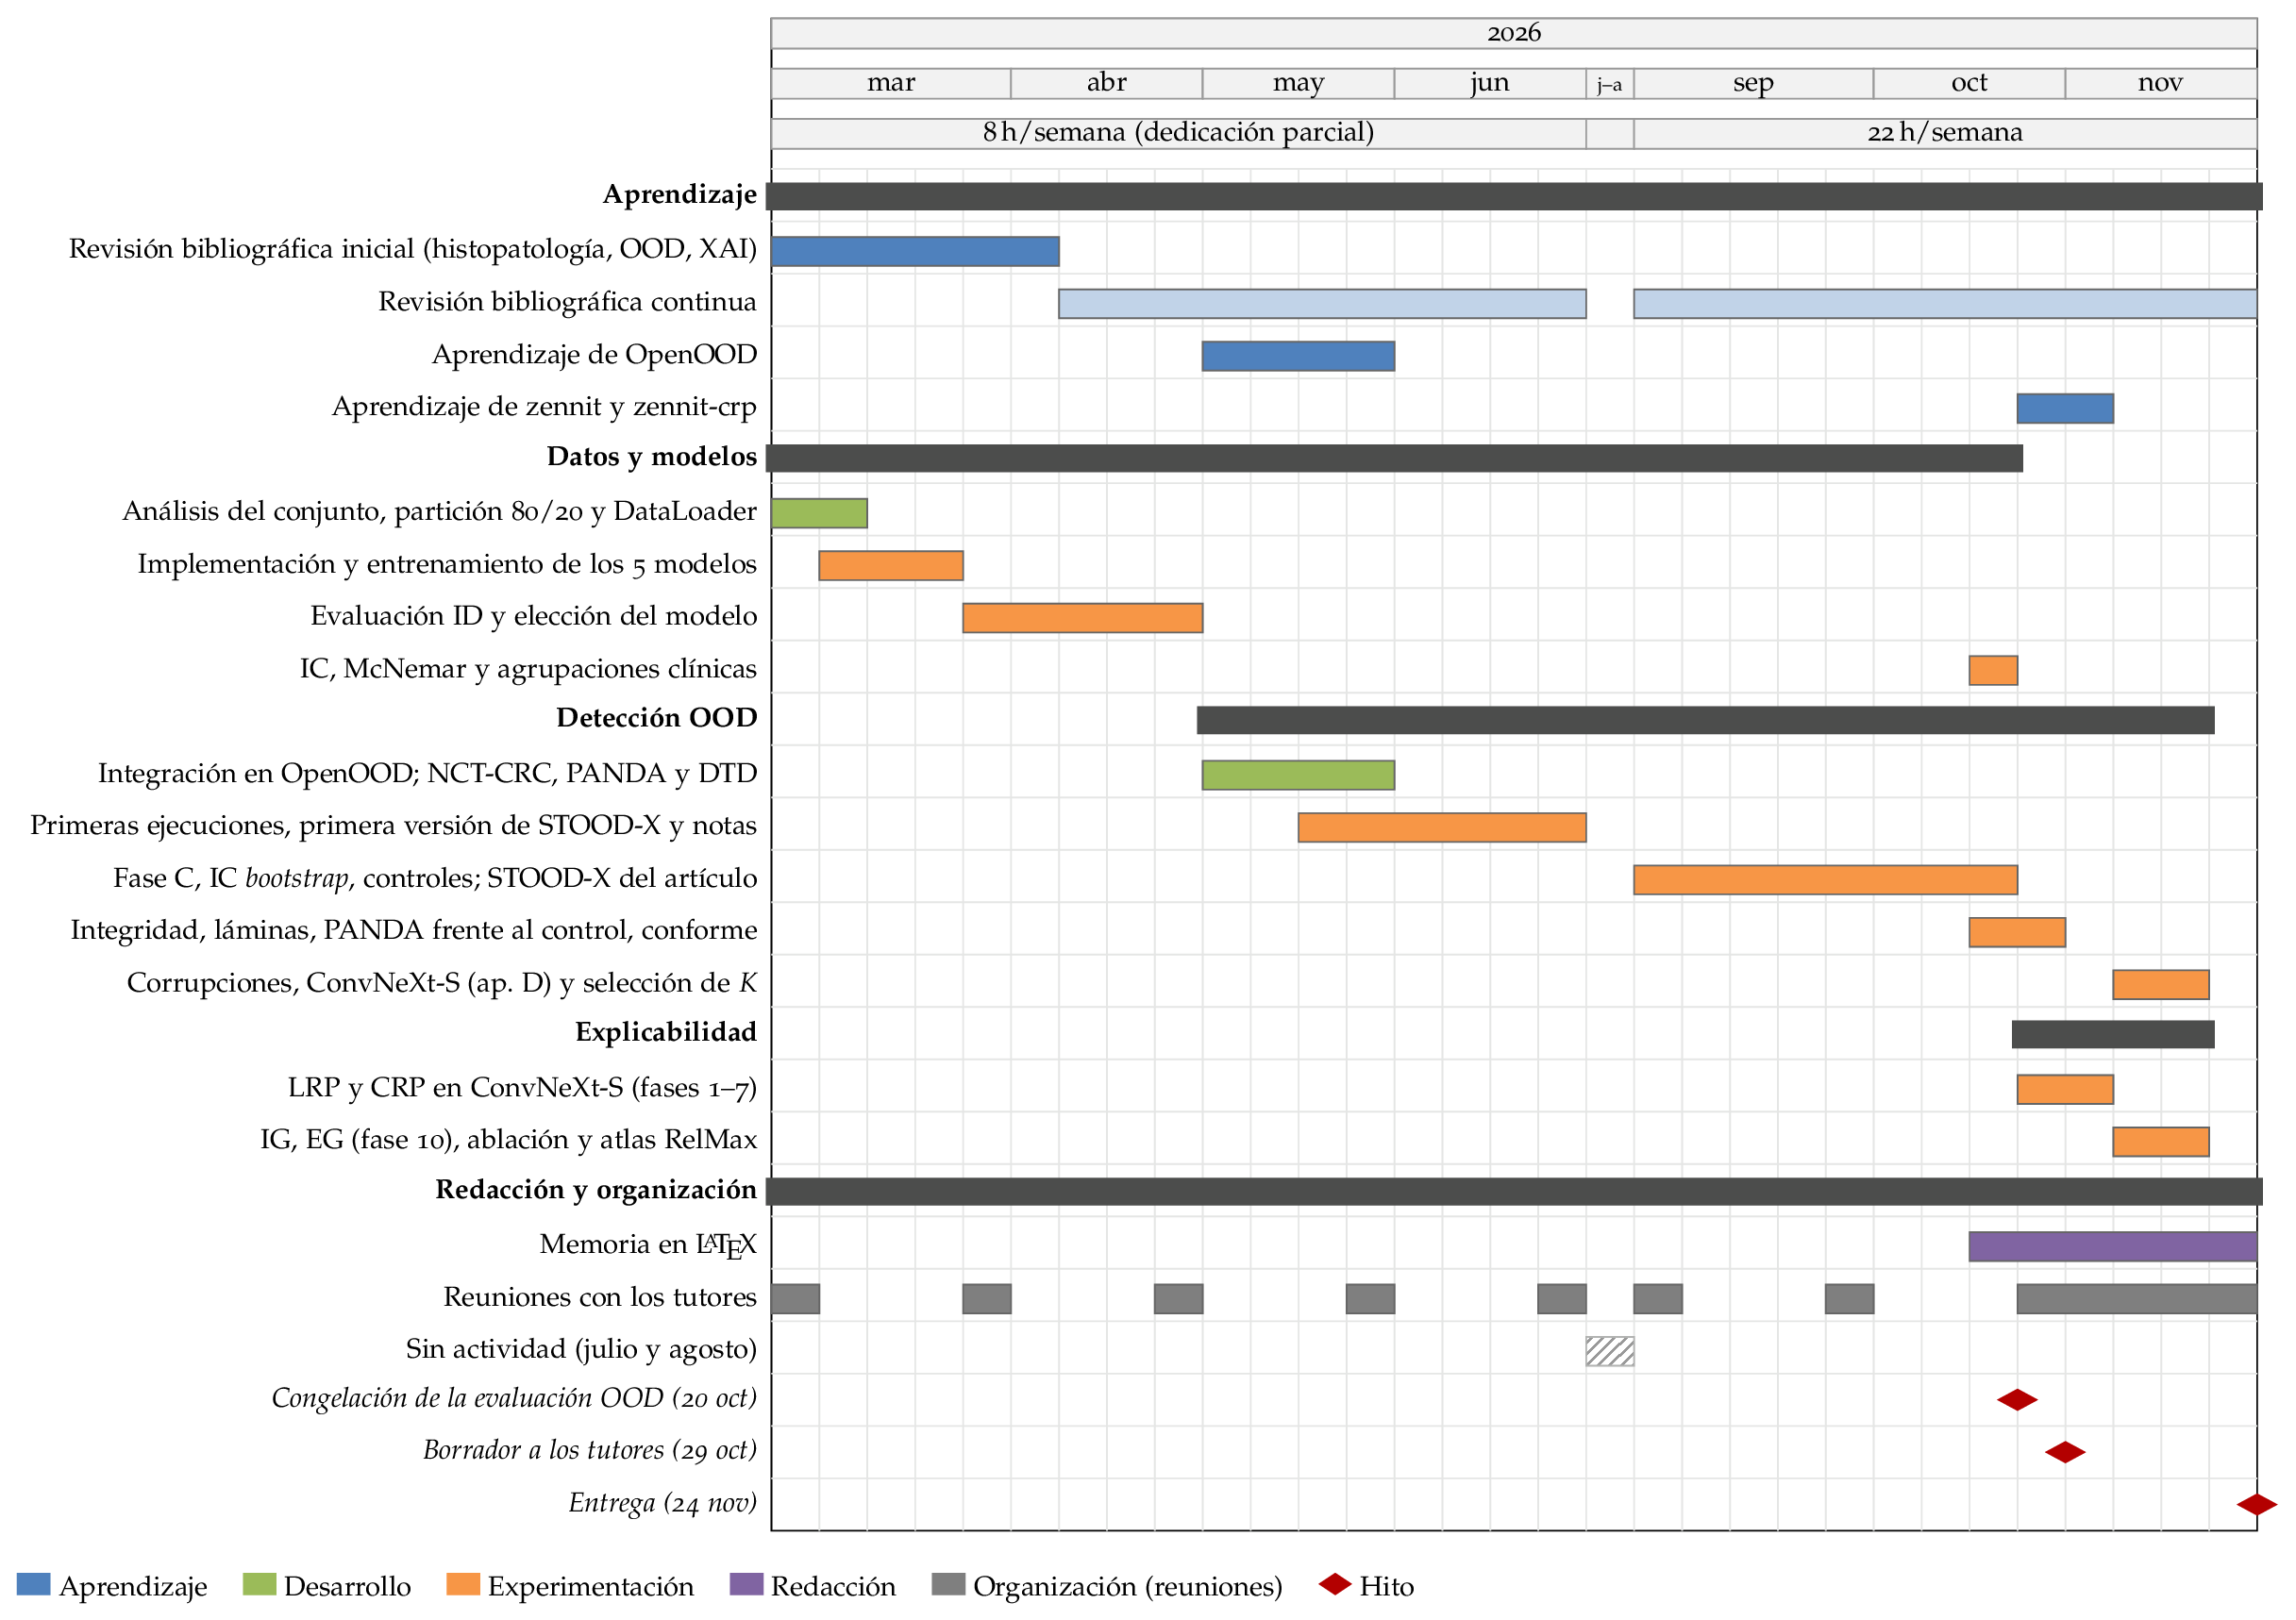 2026
mar abr may jun j–a sep oct nov
8 h/semana (dedicación parcial) 22 h/semana
Aprendizaje
Revisión bibliográfica inicial (histopatología, OOD, XAI)
Revisión bibliográfica continua
Aprendizaje de OpenOOD
Aprendizaje de zennit y zennit-crp
Datos y modelos
Análisis del conjunto, partición 80/20 y DataLoader
Implementación y entrenamiento de los 5 modelos
Evaluación ID y elección del modelo
IC, McNemar y agrupaciones clínicas
Detección OOD
Integración en OpenOOD; NCT-CRC, PANDA y DTD
Primeras ejecuciones, primera versión de STOOD-X y notas
Fase C, IC bootstrap, controles; STOOD-X del artículo
Integridad, láminas, PANDA frente al control, conforme
Corrupciones, ConvNeXt-S (ap. D) y selección de K
Explicabilidad
LRP y CRP en ConvNeXt-S (fases 1–7)
IG, EG (fase 10), ablación y atlas RelMax
Redacción y organización
Memoria en LATEX
Reuniones con los tutores
Sin actividad (julio y agosto)
Congelación de la evaluación OOD (20 oct)
Borrador a los tutores (29 oct)
Entrega (24 nov)
Aprendizaje Desarrollo Experimentación Redacción Organización (reuniones) Hito